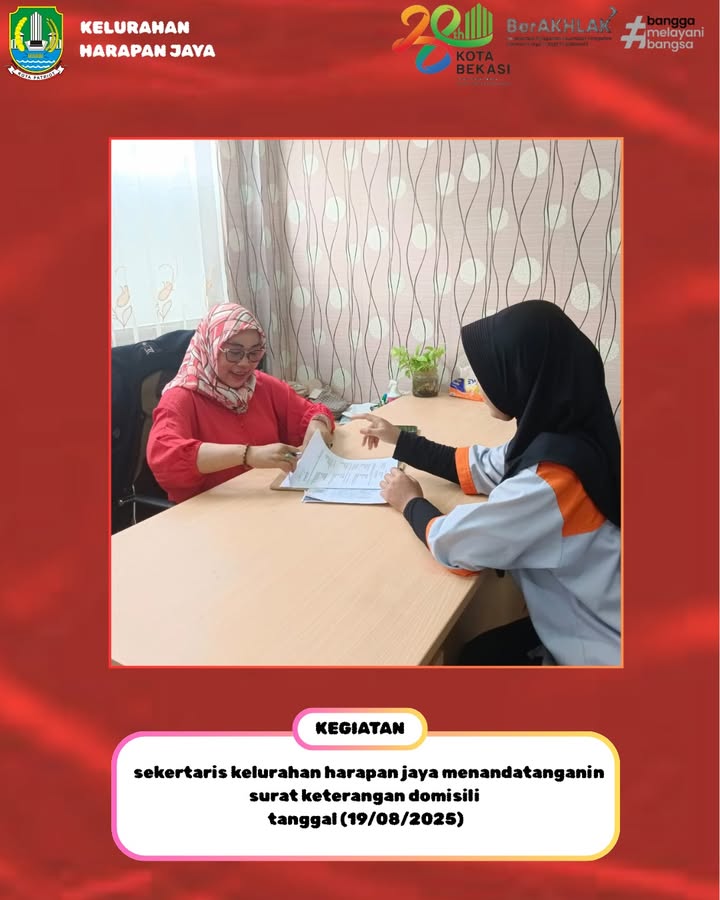 KELURAHAN
HARAPAN JAYA
KOTA PATRIOT
28th
KOTA
BEKASI
BerAKHLAK
#bangga
melayani
bangsa
KEGIATAN
sekertaris kelurahan harapan jaya menandatanganin
surat keterangan domisili
tanggal (19/08/2025)